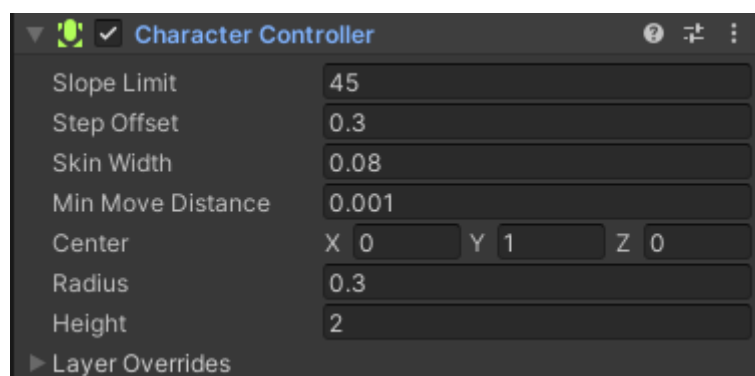 Character Controller
Slope Limit 45
Step Offset 0.3
Skin Width 0.08
Min Move Distance 0.001
Center X 0 Y 1 Z 0
Radius 0.3
Height 2
Layer Overrides